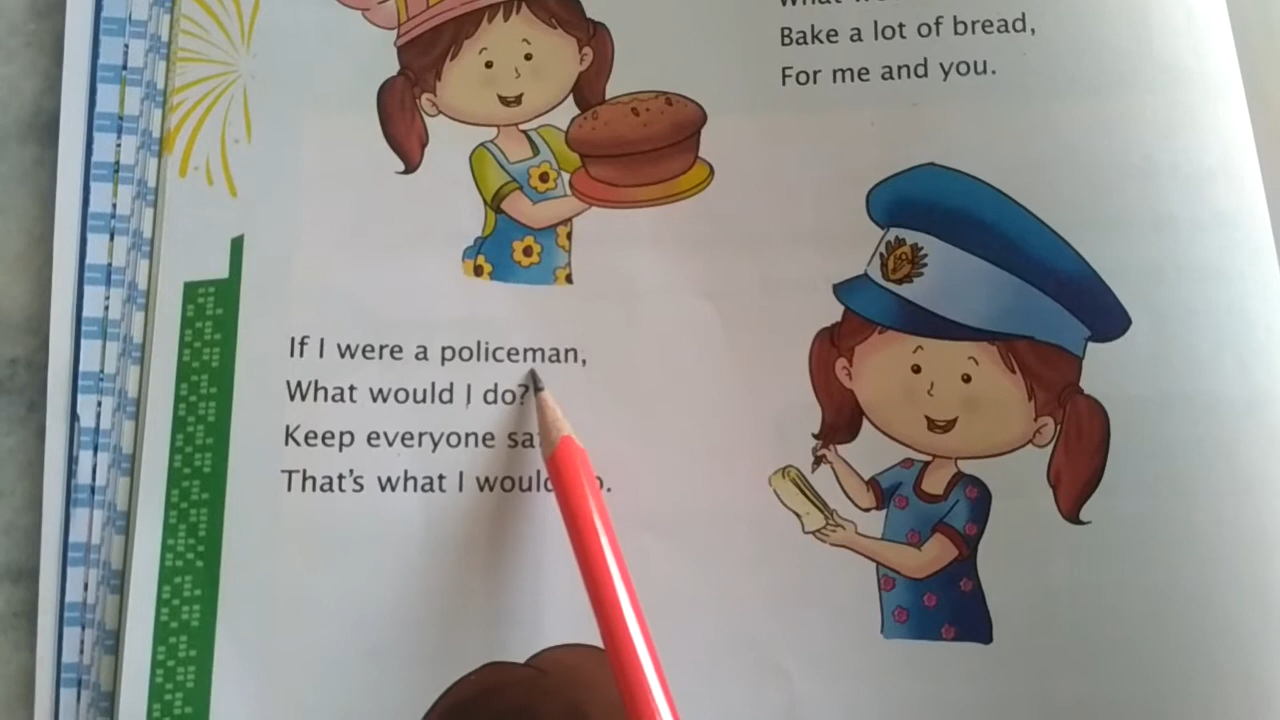 Bake a lot of bread,
For me and you.
If I were a policeman,
What would I do?
Keep everyone
That's what I would